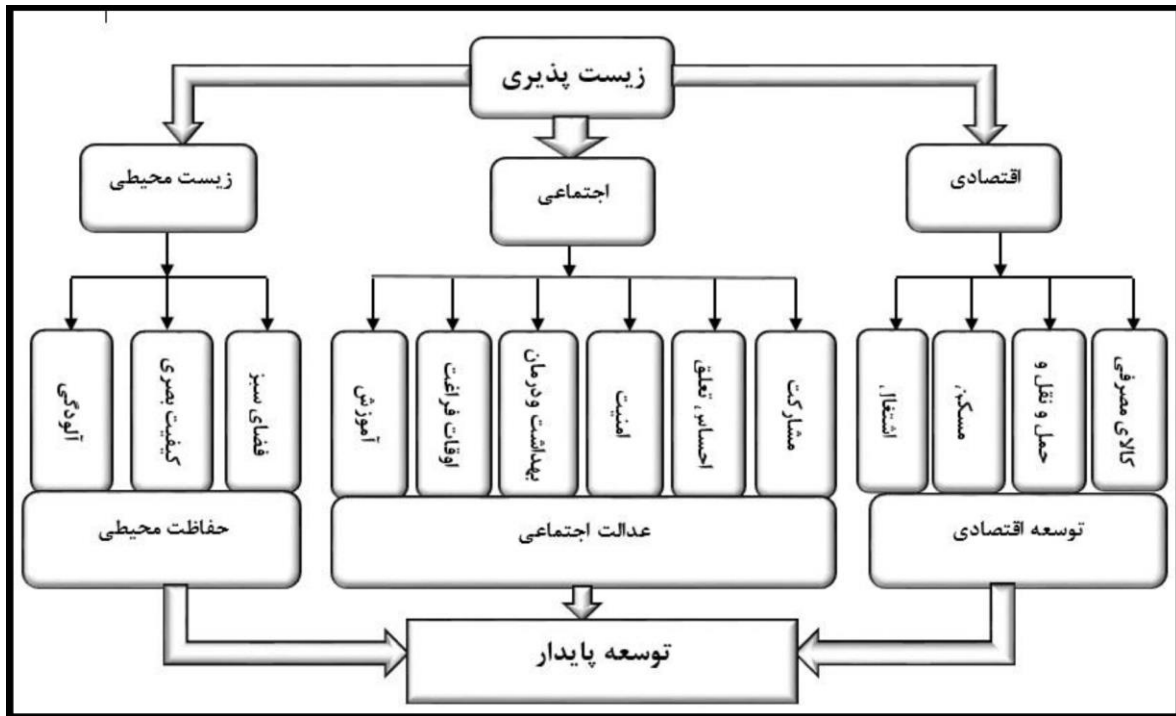 زیست پذیری
اقتصادی
اجتماعی
زیست محیطی
کالای مصرفی
حمل و نقل و
مسکن
اشتغال
مشارکت
احساس تعلق
امنیت
بهداشت ودرمان
اوقات فراغت
آموزش
فضای سبز
کیفیت بصری
آلودگی
توسعه اقتصادی
عدالت اجتماعی
حفاظت محیطی
توسعه پایدار